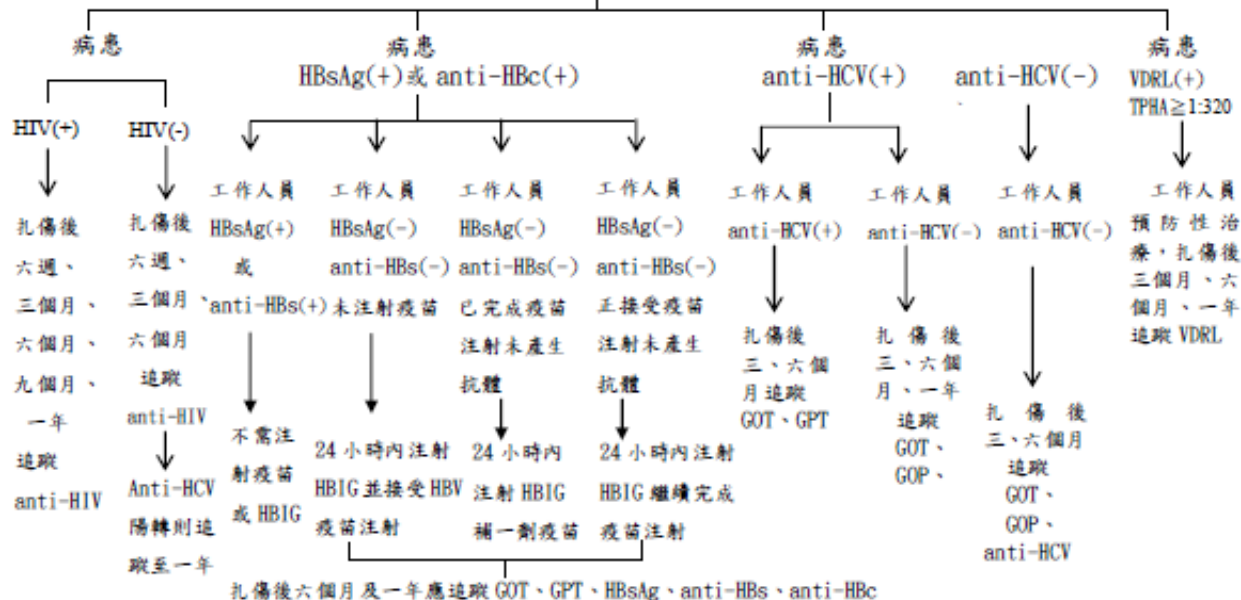 病患
HIV(+)
扎傷後
六週、
三個月、
六個月、
九個月、
一年
追蹤
anti-HIV
HIV(-)
扎傷後
六週、
三個月、
六個月
追蹤
anti-HIV
Anti-HCV
陽轉則追
蹤至一年
病患
HBsAg(+)或 anti-HBc(+)
工作人員
HBsAg(+)
或
anti-HBs(+)
不需注
射疫苗
或 HBIG
工作人員
HBsAg(-)
anti-HBs(-)
未注射疫苗
24 小時內注射
HBIG 並接受 HBV
疫苗注射
工作人員
HBsAg(-)
anti-HBs(-)
已完成疫苗
注射未產生
抗體
24 小時內
注射 HBIG
補一劑疫苗
工作人員
HBsAg(-)
anti-HBs(-)
正接受疫苗
注射未產生
抗體
24 小時內注射
HBIG 繼續完成
疫苗注射
扎傷後六個月及一年應追蹤 GOT、GPT、HBsAg、anti-HBs、anti-HBc
病患
anti-HCV(+)
工作人員
anti-HCV(+)
扎傷後
三、六個
月追蹤
GOT、GPT
工作人員
anti-HCV(-)
扎傷後
三、六個
月、一年
追蹤
GOT、
GOP、
anti-HCV(-)
工作人員
anti-HCV(-)
扎傷後
三、六個月
追蹤
GOT、
GOP、
anti-HCV
病患
VDRL(+)
TPHA≧1:320
工作人員
預防性治
療，扎傷後
三個月、六
個月、一年
追蹤 VDRL